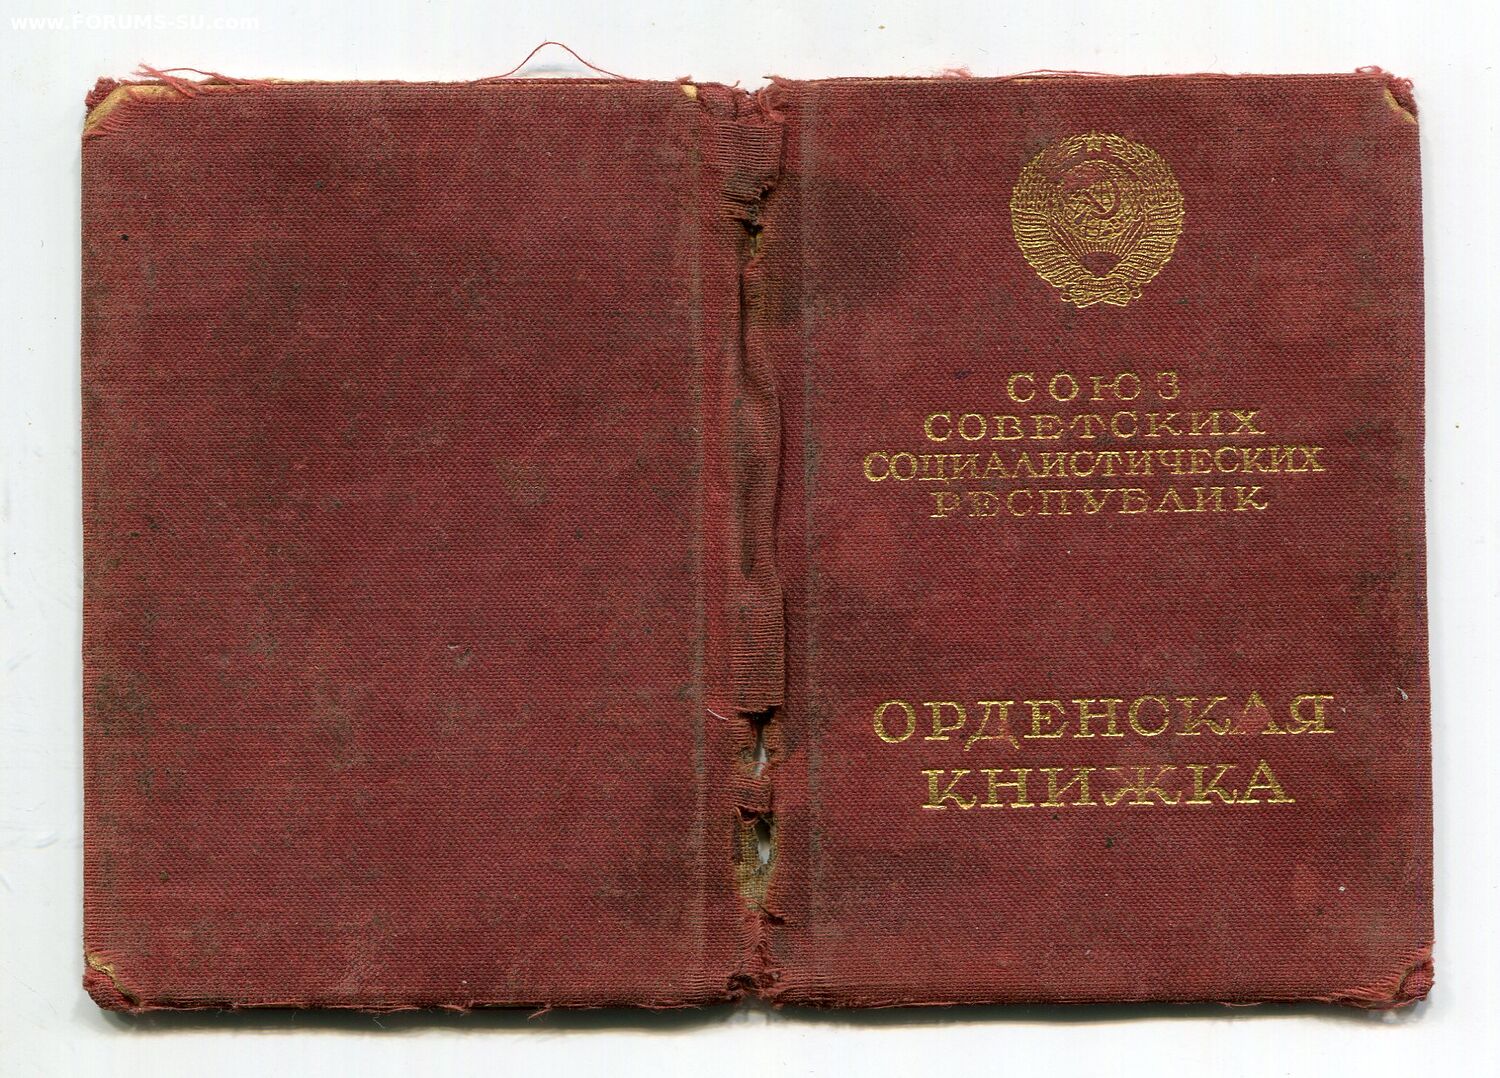 www.FORUMS-SU.com
СОЮЗ
СОВЕТСКИХ
СОЦИАЛИСТИЧЕСКИХ
РЕСПУБЛИК
ОРДЕНСКАЯ
КНИЖКА